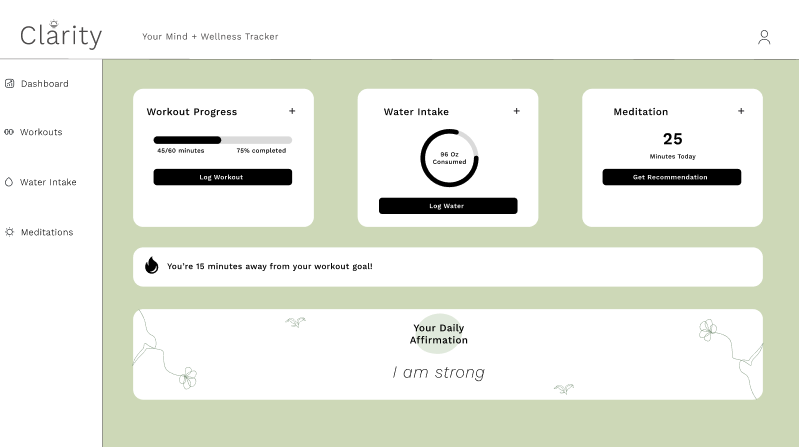 Clarity
Your Mind + Wellness Tracker
Dashboard
Workouts
Water Intake
Meditations
Workout Progress +
45/60 minutes 75% completed
Log Workout
Water Intake +
96 Oz
Consumed
Log Water
Meditation +
25
Minutes Today
Get Recommendation
You’re 15 minutes away from your workout goal!
Your Daily
Affirmation
I am strong